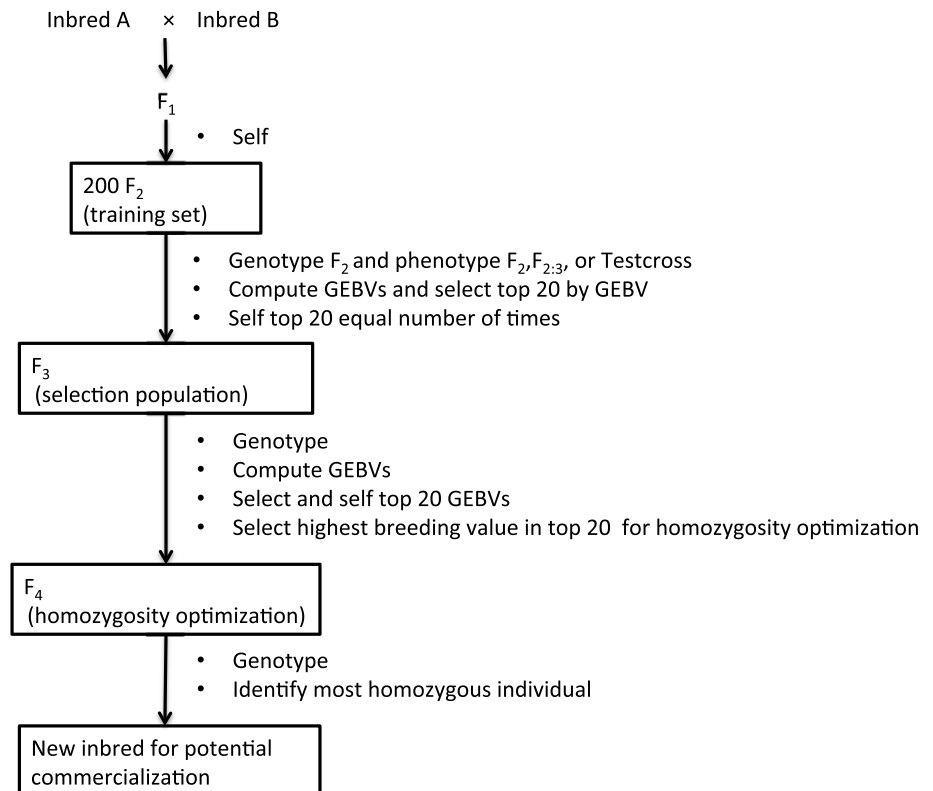 Inbred A × Inbred B
F₁
• Self
200 F₂
(training set)
• Genotype F₂ and phenotype F₂,F₂:₃, or Testcross
• Compute GEBVs and select top 20 by GEBV
• Self top 20 equal number of times
F₃
(selection population)
• Genotype
• Compute GEBVs
• Select and self top 20 GEBVs
• Select highest breeding value in top 20 for homozygosity optimization
F₄
(homozygosity optimization)
• Genotype
• Identify most homozygous individual
New inbred for potential
commercialization